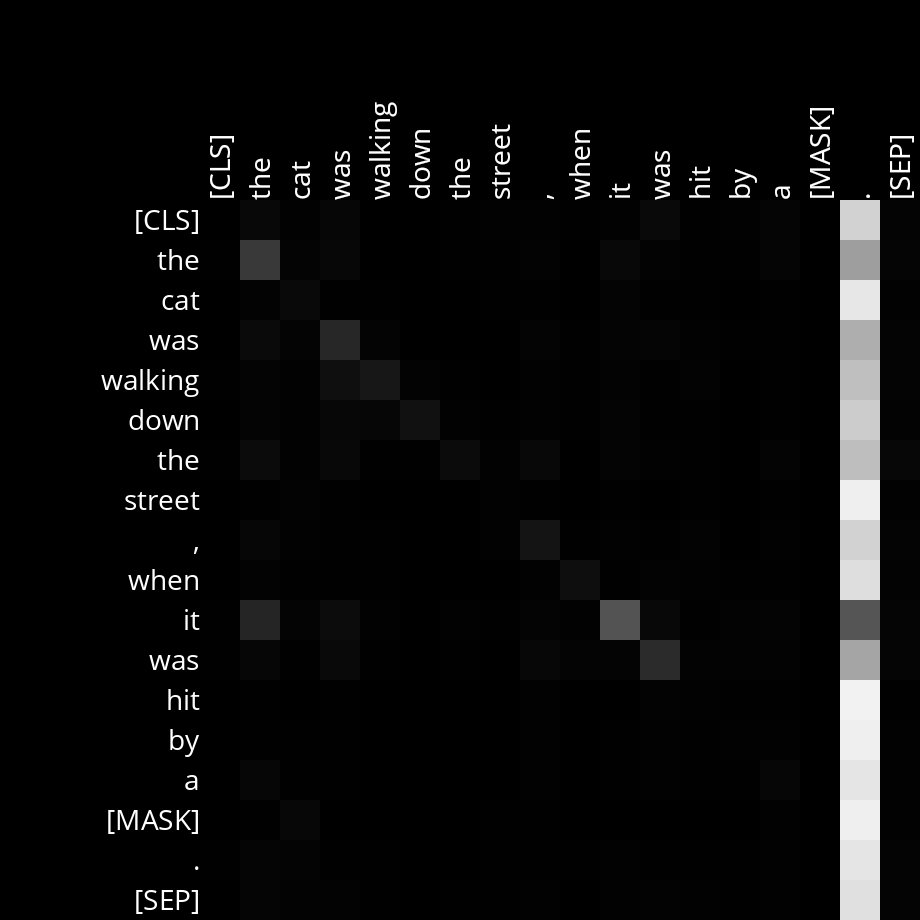 [CLS] the cat was walking down the street , when it was hit by a [MASK] . [SEP]
[CLS]
the
cat
was
walking
down
the
street
,
when
it
was
hit
by
a
[MASK]
.
[SEP]